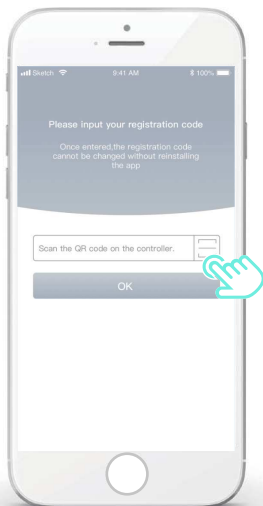 Sketch 9:41 AM 100%
Please input your registration code
Once entered,the registration code
cannot be changed without reinstalling
the app
Scan the QR code on the controller.
OK